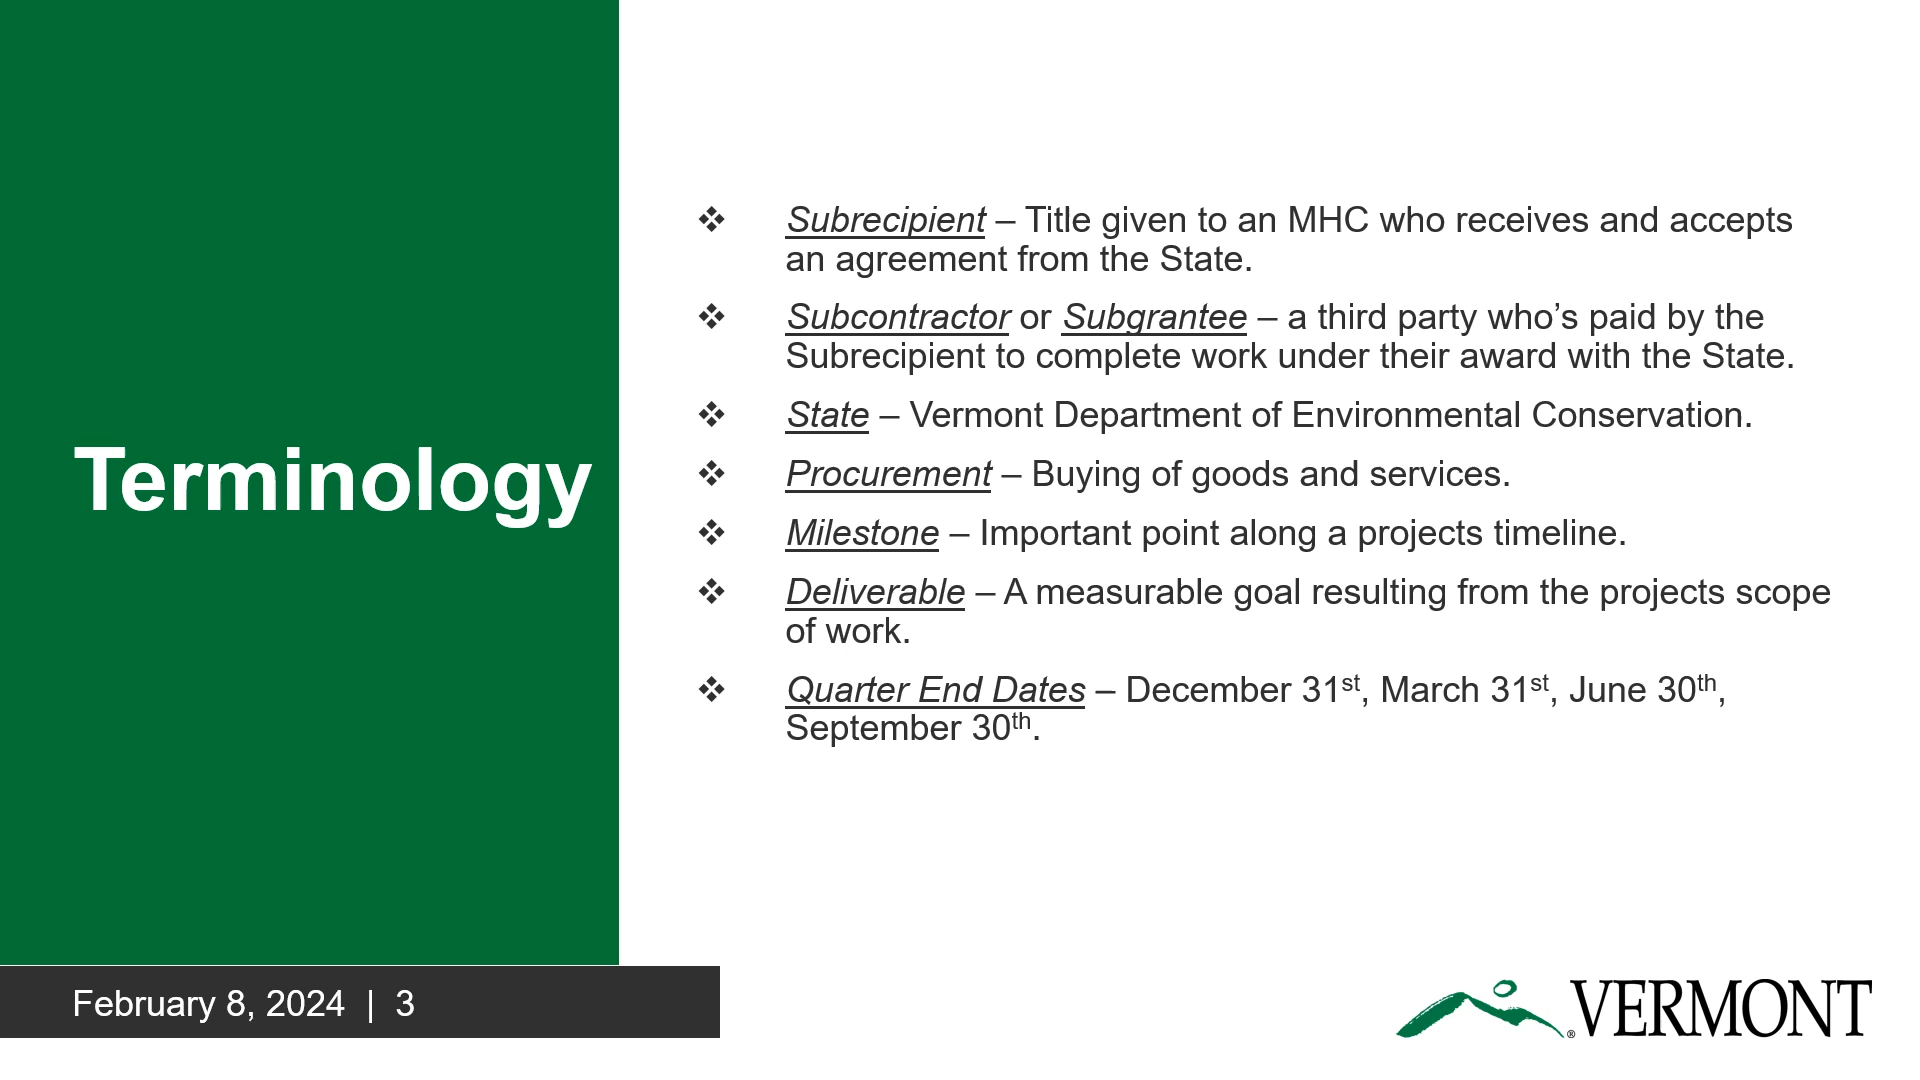 Terminology
❖ Subrecipient – Title given to an MHC who receives and accepts
an agreement from the State.
❖ Subcontractor or Subgrantee – a third party who’s paid by the
Subrecipient to complete work under their award with the State.
❖ State – Vermont Department of Environmental Conservation.
❖ Procurement – Buying of goods and services.
❖ Milestone – Important point along a projects timeline.
❖ Deliverable – A measurable goal resulting from the projects scope
of work.
❖ Quarter End Dates – December 31st, March 31st, June 30th,
September 30th.
February 8, 2024 | 3
® VERMONT